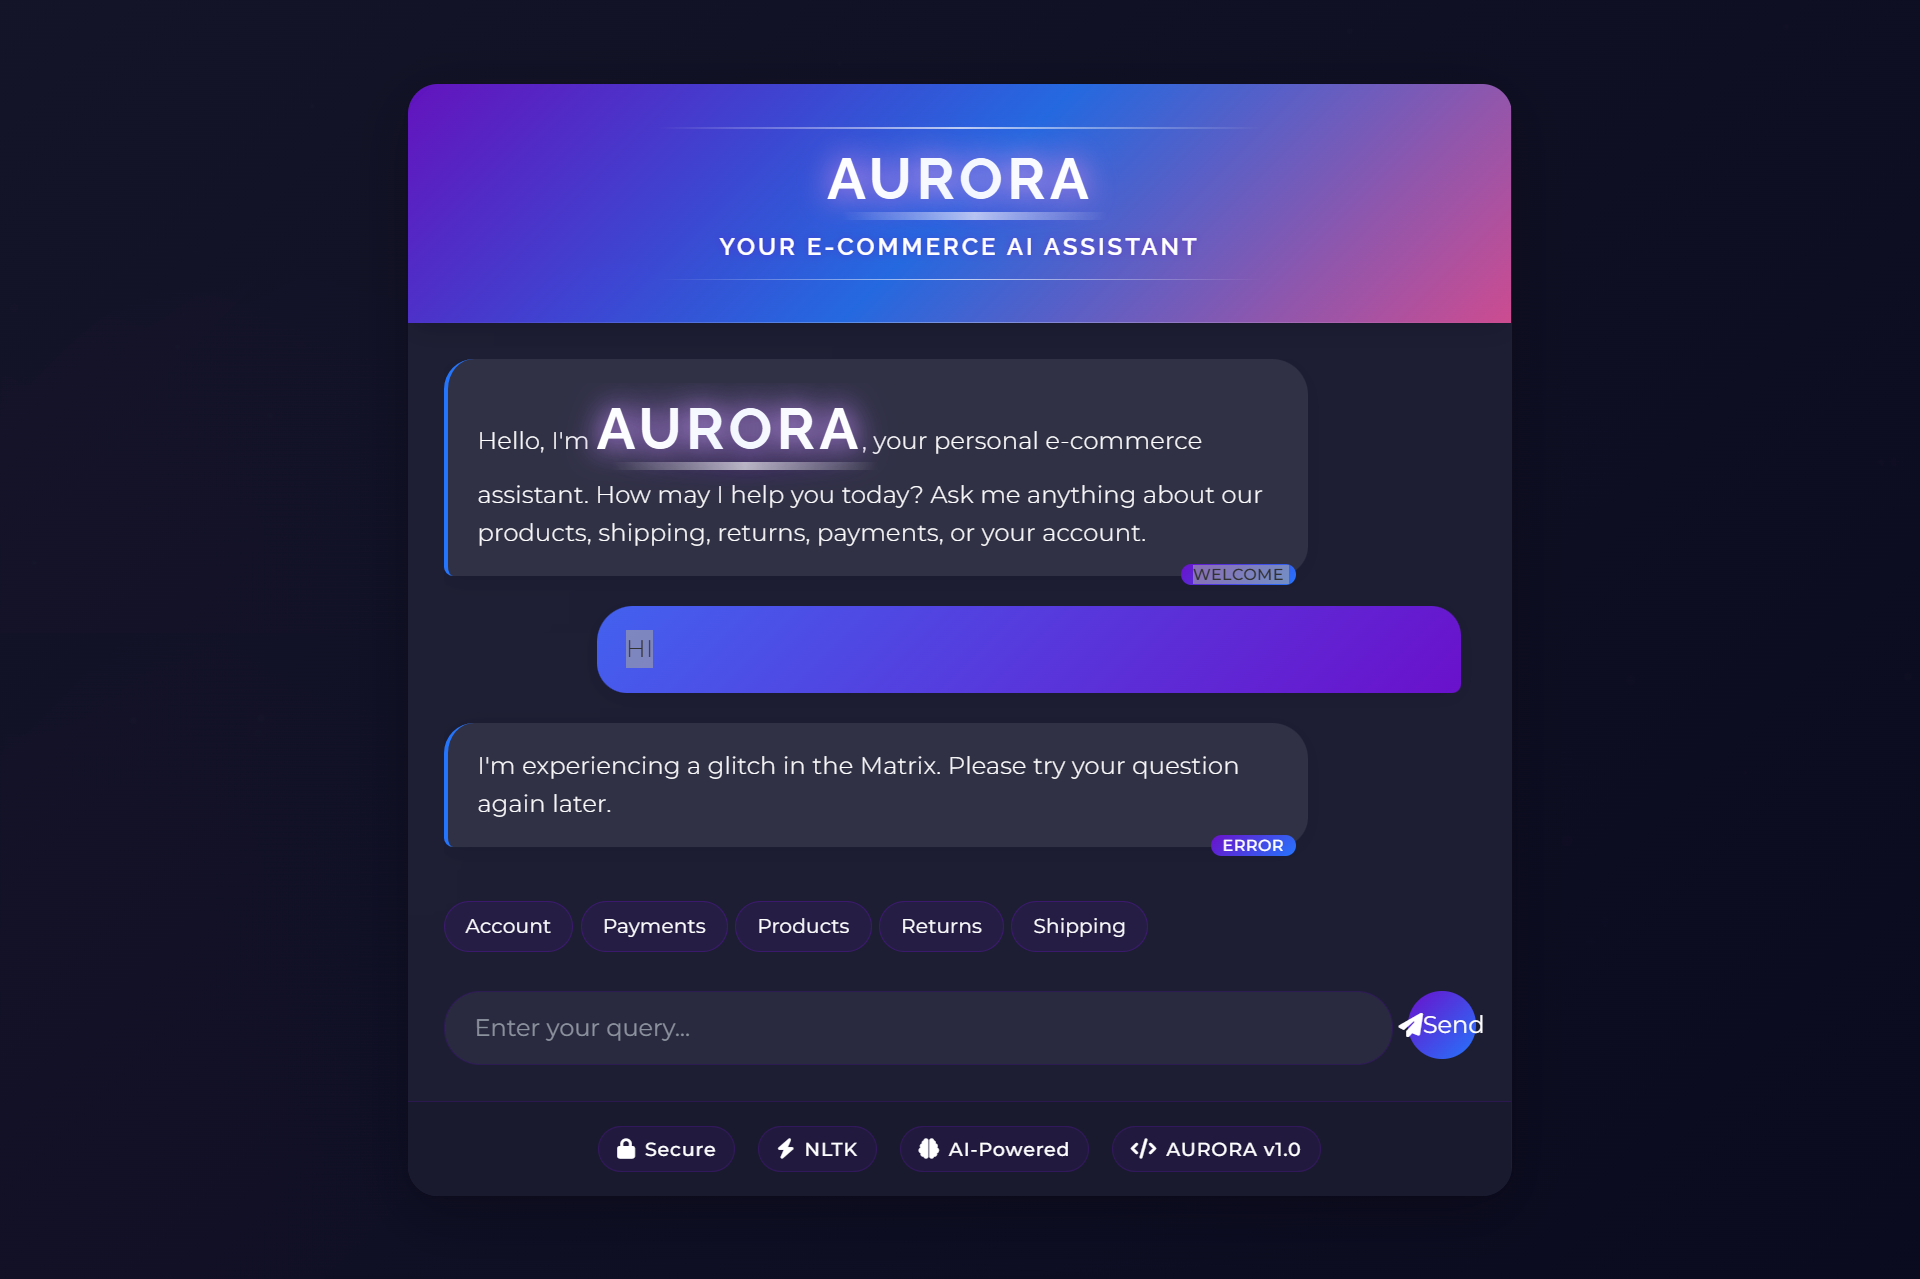 AURORA
YOUR E-COMMERCE AI ASSISTANT
Hello, I'm AURORA, your personal e-commerce
assistant. How may I help you today? Ask me anything about our
products, shipping, returns, payments, or your account.
WELCOME
HI
I'm experiencing a glitch in the Matrix. Please try your question
again later.
ERROR
Account Payments Products Returns Shipping
Enter your query... Send
Secure NLTK AI-Powered AURORA v1.0